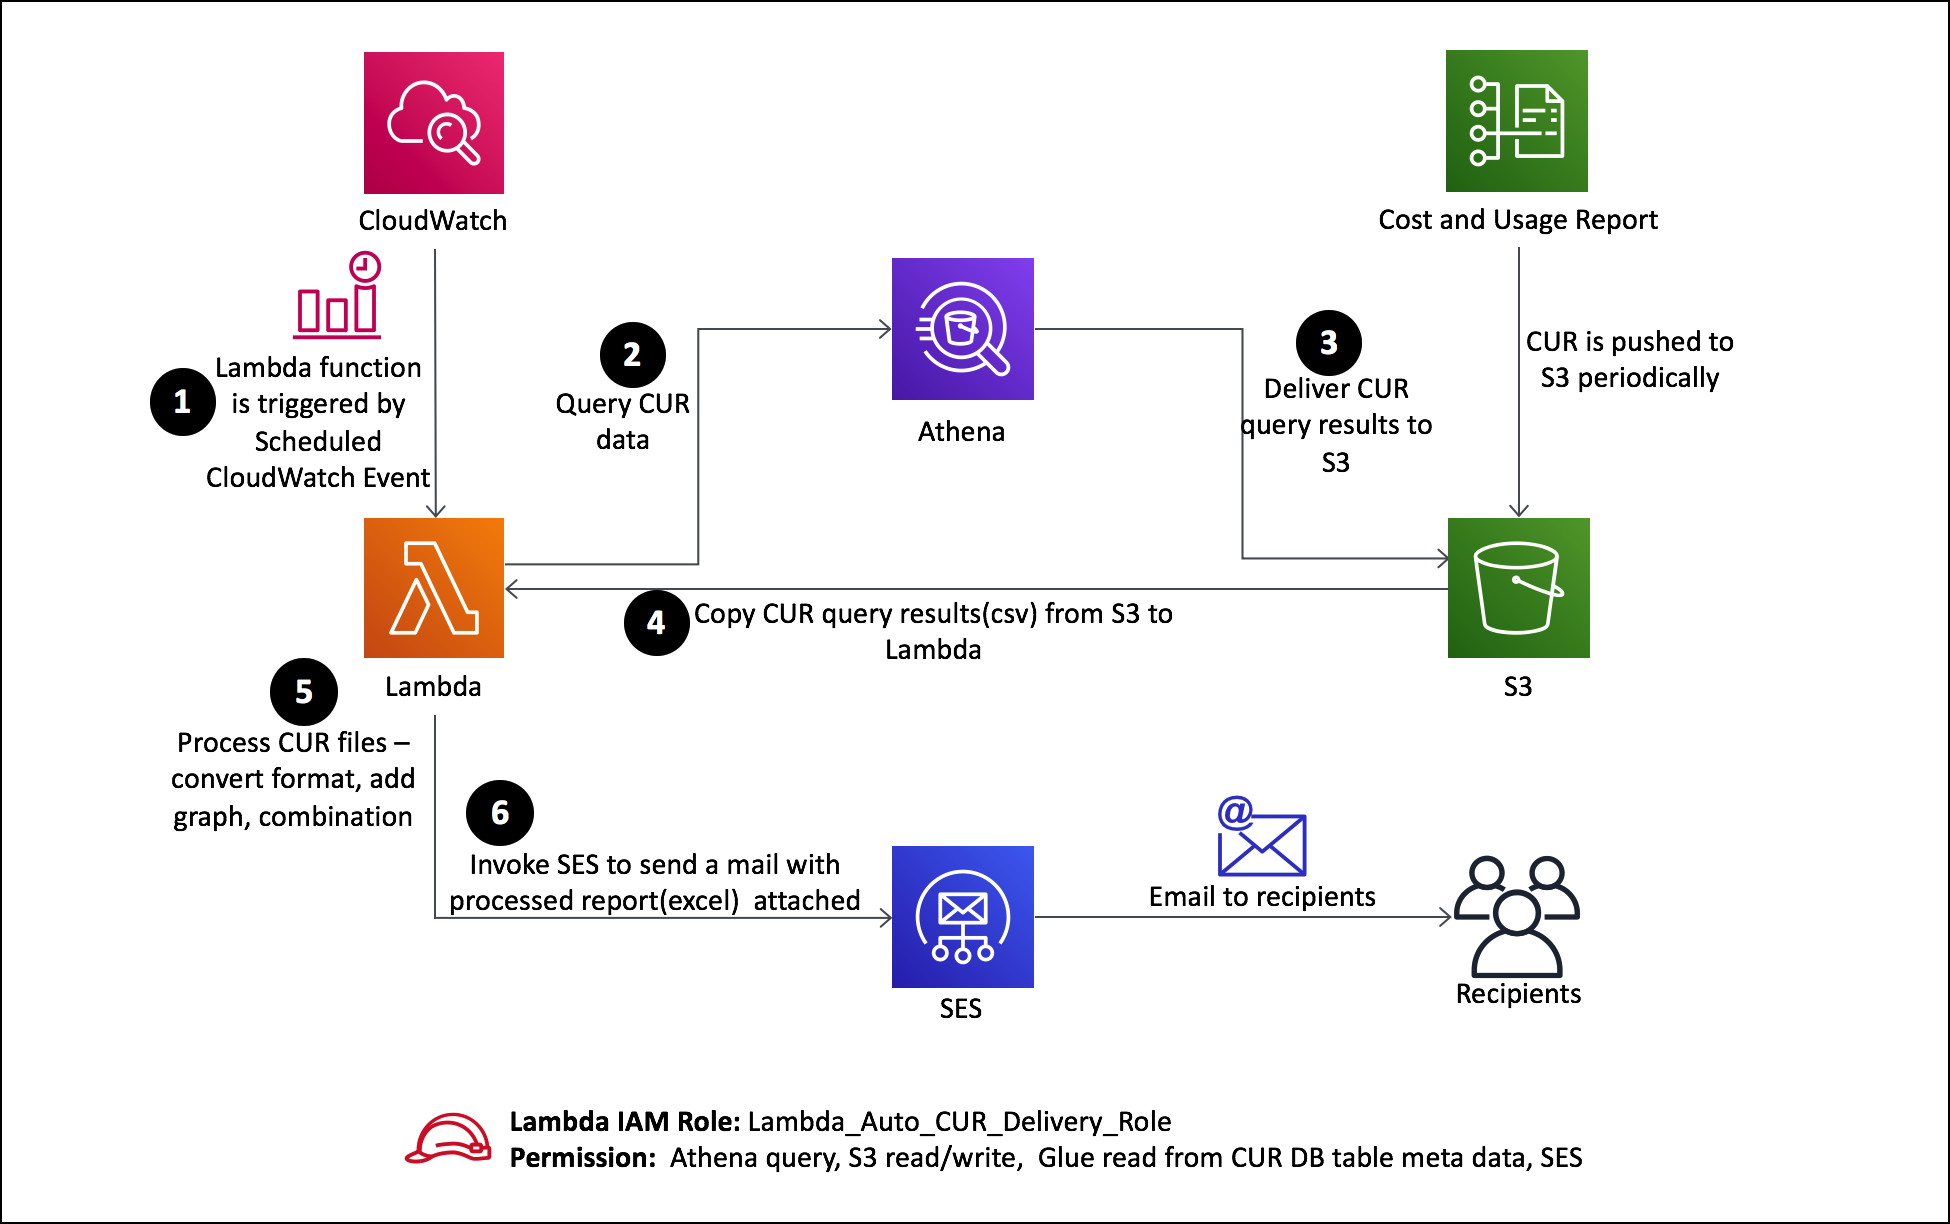 CloudWatch
Cost and Usage Report
1
Lambda function
is triggered by
Scheduled
CloudWatch Event
2
Query CUR
data
Athena
3
Deliver CUR
query results to
S3
CUR is pushed to
S3 periodically
4
Copy CUR query results(csv) from S3 to
Lambda
Lambda
S3
5
Process CUR files –
convert format, add
graph, combination
6
Invoke SES to send a mail with
processed report(excel)  attached
SES
@
Email to recipients
Recipients
Lambda IAM Role: Lambda_Auto_CUR_Delivery_Role
Permission:  Athena query, S3 read/write,  Glue read from CUR DB table meta data, SES